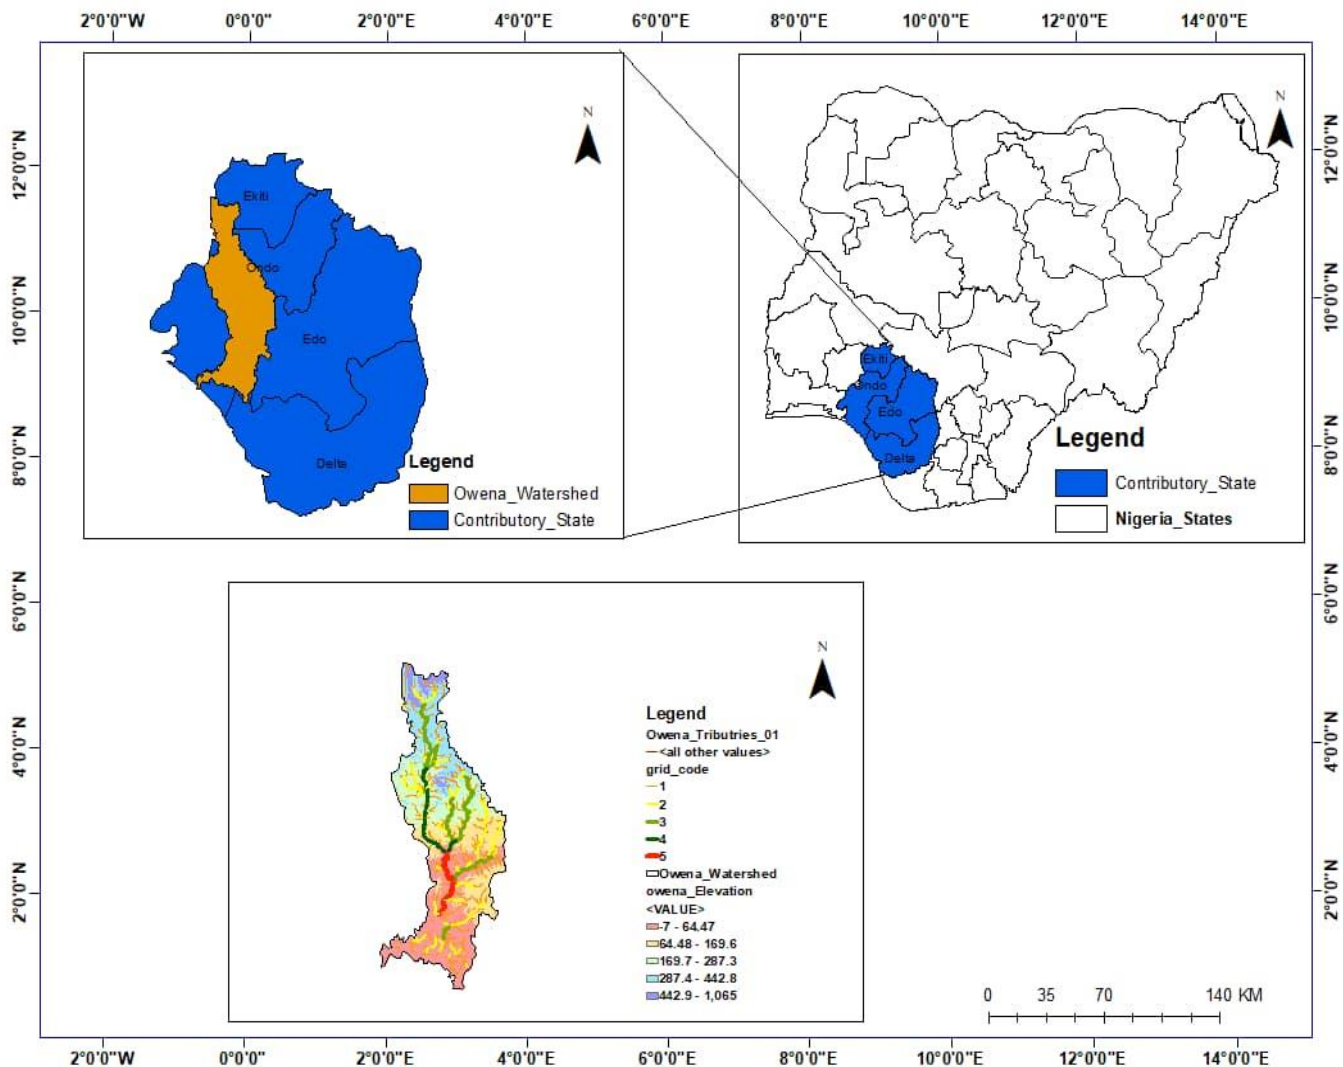 2°0'0"W 0°0'0" 2°0'0"E 4°0'0"E 6°0'0"E 8°0'0"E 10°0'0"E 12°0'0"E 14°0'0"E
12°0'0"N
10°0'0"N
8°0'0"N
6°0'0"N
4°0'0"N
2°0'0"N
N
Ekiti
Ondo
Edo
Delta
Legend
Owena_Watershed
Contributory_State
N
Ekiti
Ondo
Edo
Delta
Legend
Contributory_State
Nigeria_States
12°0'0"N
10°0'0"N
8°0'0"N
6°0'0"N
4°0'0"N
2°0'0"N
N
Legend
Owena_Tributries_01
<all other values>
grid_code
1
2
3
4
5
Owena_Watershed
owena_Elevation
<VALUE>
-7 - 64.47
64.48 - 169.6
169.7 - 287.3
287.4 - 442.8
442.9 - 1,065
0 35 70 140 KM
2°0'0"W 0°0'0" 2°0'0"E 4°0'0"E 6°0'0"E 8°0'0"E 10°0'0"E 12°0'0"E 14°0'0"E